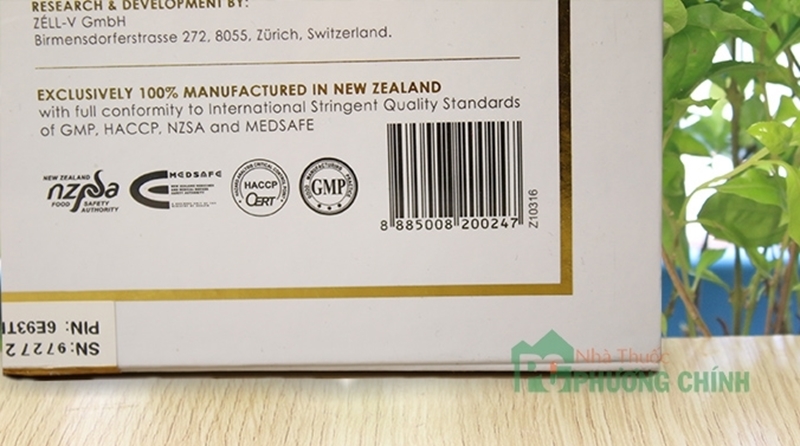 RESEARCH & DEVELOPMENT BY:
ZÉLL-V GmbH
Birmensdorferstrasse 272, 8055, Zürich, Switzerland.
EXCLUSIVELY 100% MANUFACTURED IN NEW ZEALAND
with full conformity to International Stringent Quality Standards
of GMP, HACCP, NZSA and MEDSAFE
NEW ZEALAND
nzfsa
FOOD SAFETY
AUTHORITY
MEDSAFE
HACCP
CERT
GMP
8 885008 200247
Z10316
SN:97272
PIN: 6E93T
Nhà Thuốc
PHƯƠNG CHÍNH